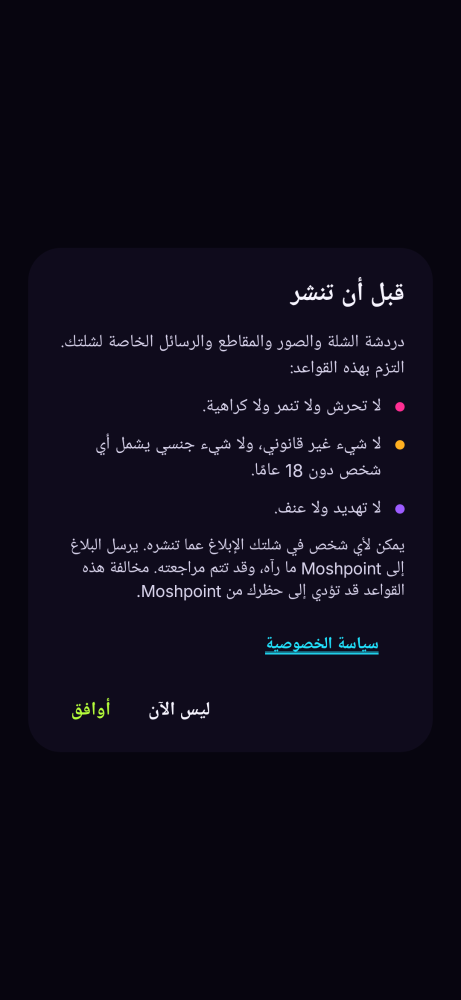 قبل أن تنشر
دردشة الشلة والصور والمقاطع والرسائل الخاصة لشلتك.
التزم بهذه القواعد:
لا تحرش ولا تنمر ولا كراهية.
لا شيء غير قانوني، ولا شيء جنسي يشمل أي
شخص دون 18 عامًا.
لا تهديد ولا عنف.
يمكن لأي شخص في شلتك الإبلاغ عما تنشره. يرسل البلاغ
إلى Moshpoint ما رآه، وقد تتم مراجعته. مخالفة هذه
القواعد قد تؤدي إلى حظرك من Moshpoint.
سياسة الخصوصية
ليس الآن
أوافق